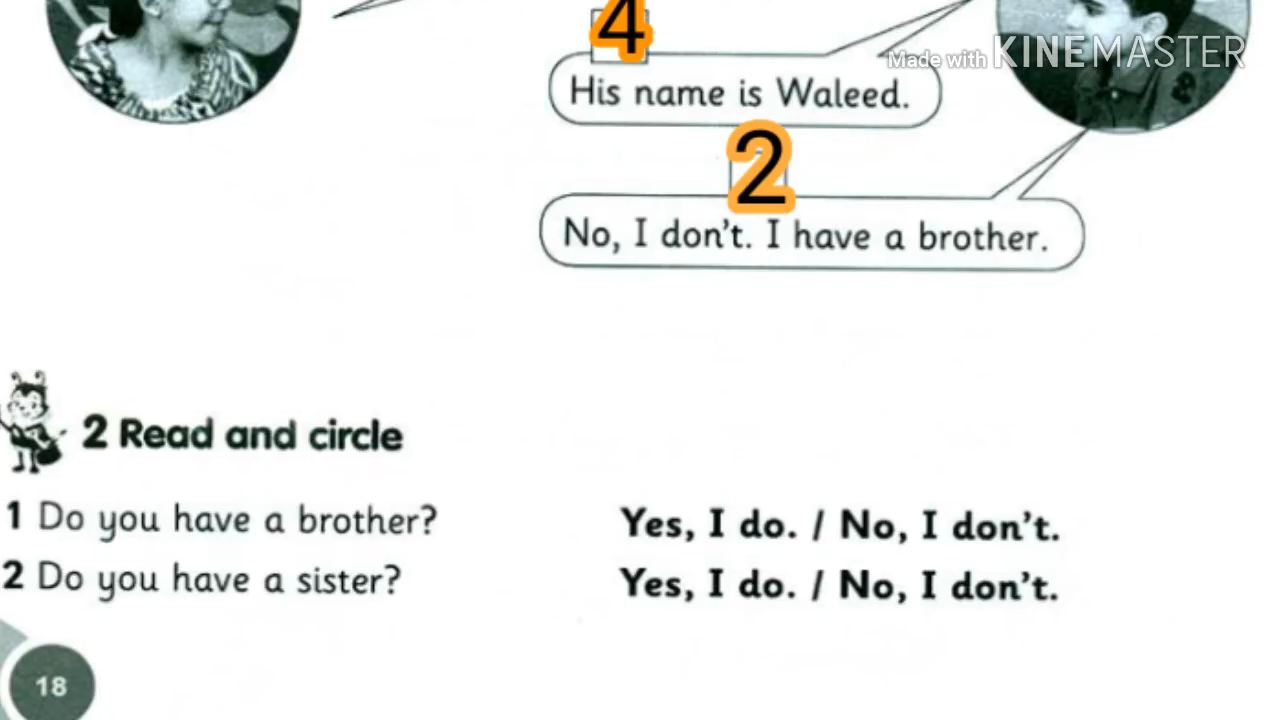 4
Made with KINEMASTER
His name is Waleed.
2
No, I don't. I have a brother.
2 Read and circle
1 Do you have a brother? Yes, I do. / No, I don't.
2 Do you have a sister? Yes, I do. / No, I don't.
18